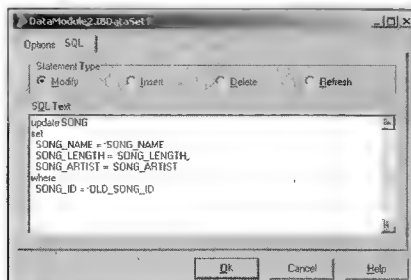 DataModule2.IBDataSet1
Options SQL
Statement Type
Modify Insert Delete Refresh
SQL Text
update SONG
set
SONG_NAME = :SONG_NAME
SONG_LENGTH = SONG_LENGTH,
SONG_ARTIST = SONG_ARTIST
where
SONG_ID = OLD_SONG_ID
OK Cancel Help